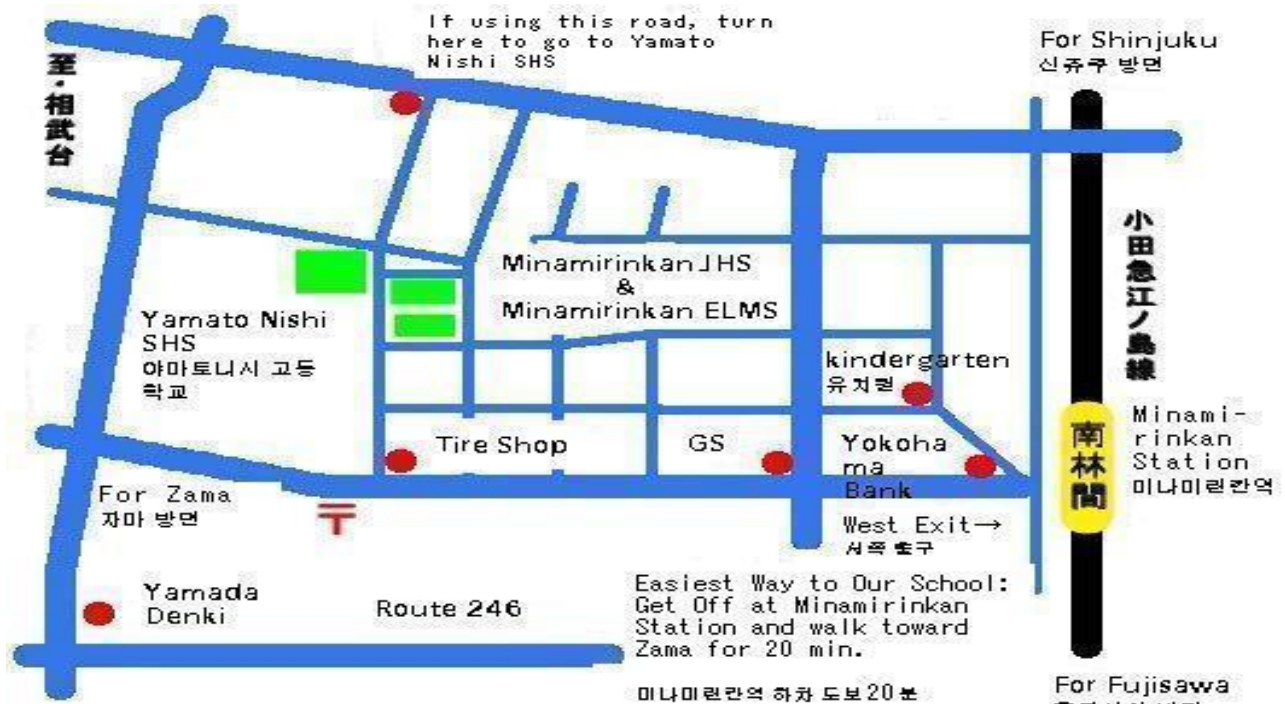 If using this road, turn
here to go to Yamato
Nishi SHS
For Shinjuku
신쥬쿠 방면
至・相武台
小田急江ノ島線
Minamirinkan JHS
&
Minamirinkan ELMS
Yamato Nishi
SHS
야마토니시 고등
학교
kindergarten
유치원
Tire Shop
GS
Yokoha
ma
Bank
南林間
Minami-
rinkan
Station
미나미린칸역
For Zama
자마 방면
〒
West Exit→
서쪽 출구
Yamada
Denki
Route 246
Easiest Way to Our School:
Get Off at Minamirinkan
Station and walk toward
Zama for 20 min.
미나미린칸역 하차 도보20분
For Fujisawa